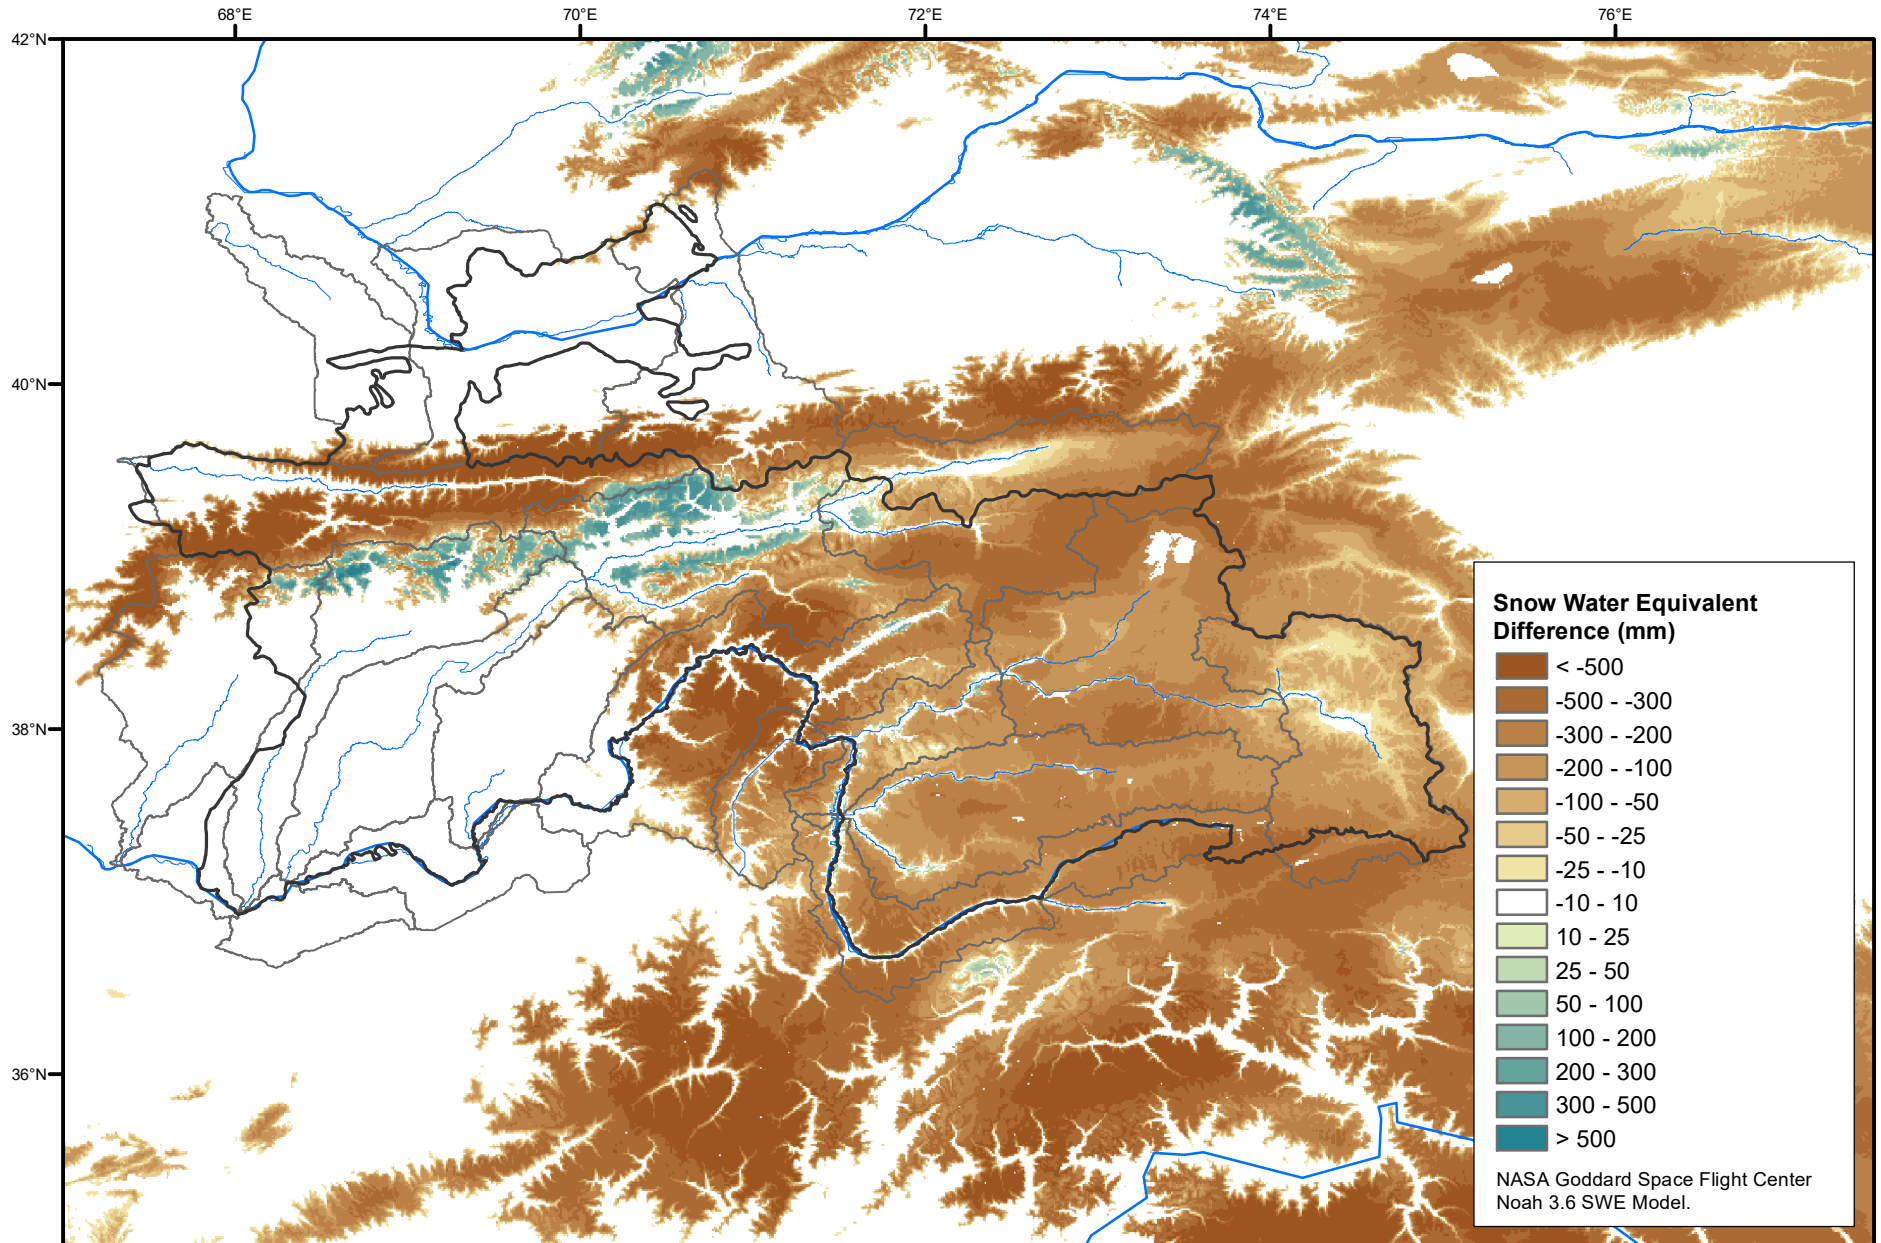 68°E
70°E
72°E
74°E
76°E
42°N
40°N
38°N
36°N
Snow Water Equivalent
Difference (mm)
< -500
-500 - -300
-300 - -200
-200 - -100
-100 - -50
-50 - -25
-25 - -10
-10 - 10
10 - 25
25 - 50
50 - 100
100 - 200
200 - 300
300 - 500
> 500
NASA Goddard Space Flight Center
Noah 3.6 SWE Model.